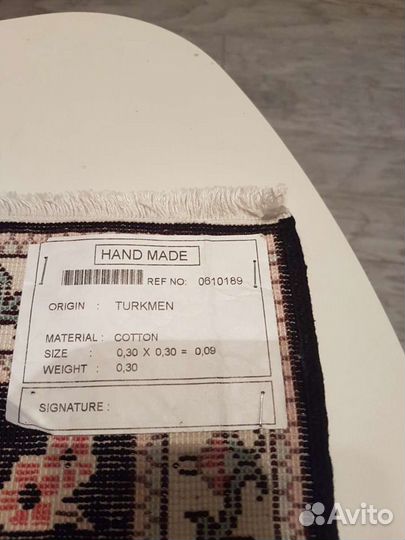 HAND MADE
REF NO: 0610189
ORIGIN : TURKMEN
MATERIAL : COTTON
SIZE : 0,30 X 0,30 = 0,09
WEIGHT : 0,30
SIGNATURE :
Avito